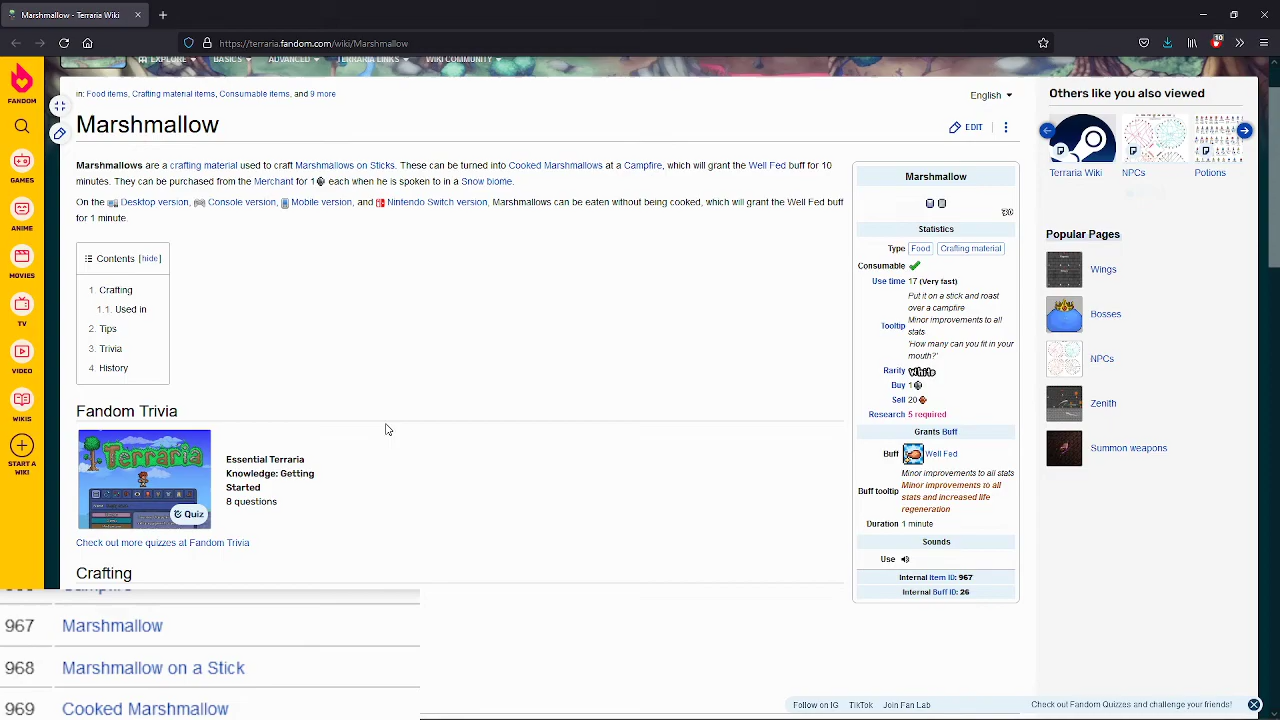 Marshmallow - Terraria Wiki
https://terraria.fandom.com/wiki/Marshmallow
10
EXPLORE BASICS ADVANCED TERRARIA LINKS WIKI COMMUNITY
FANDOM
GAMES
ANIME
MOVIES
TV
VIDEO
WIKIS
START A
WIKI
in: Food items, Crafting material items, Consumable items, and 9 more
English
Marshmallow
EDIT
Marshmallows are a crafting material used to craft Marshmallows on Sticks. These can be turned into Cooked Marshmallows at a Campfire, which will grant the Well Fed buff for 10
minutes. They can be purchased from the Merchant for 1 each when he is spoken to in a Snow biome.
On the Desktop version, Console version, Mobile version, and Nintendo Switch version, Marshmallows can be eaten without being cooked, which will grant the Well Fed buff
for 1 minute.
Contents [hide]
1. Crafting
1.1. Used in
2. Tips
3. Trivia
4. History
Fandom Trivia
Terraria
Quiz
Essential Terraria
Knowledge: Getting
Started
8 questions
Check out more quizzes at Fandom Trivia
Crafting
Marshmallow
Statistics
Type Food Crafting material
Consumable
Use time 17 (Very fast)
Tooltip
Put it on a stick and roast
over a campfire
Minor improvements to all
stats
'How many can you fit in your
mouth?'
Rarity White
Buy 1
Sell 20
Research 5 required
Grants Buff
Buff Well Fed
Buff tooltip
Minor improvements to all stats
Minor improvements to all
stats and increased life
regeneration
Duration 1 minute
Sounds
Use
Internal Item ID: 967
Internal Buff ID: 26
Others like you also viewed
Terraria Wiki NPCs Potions
Popular Pages
Wings
Bosses
NPCs
Zenith
Summon weapons
967 Marshmallow
968 Marshmallow on a Stick
969 Cooked Marshmallow
Follow on IG TikTok Join Fan Lab
Check out Fandom Quizzes and challenge your friends!